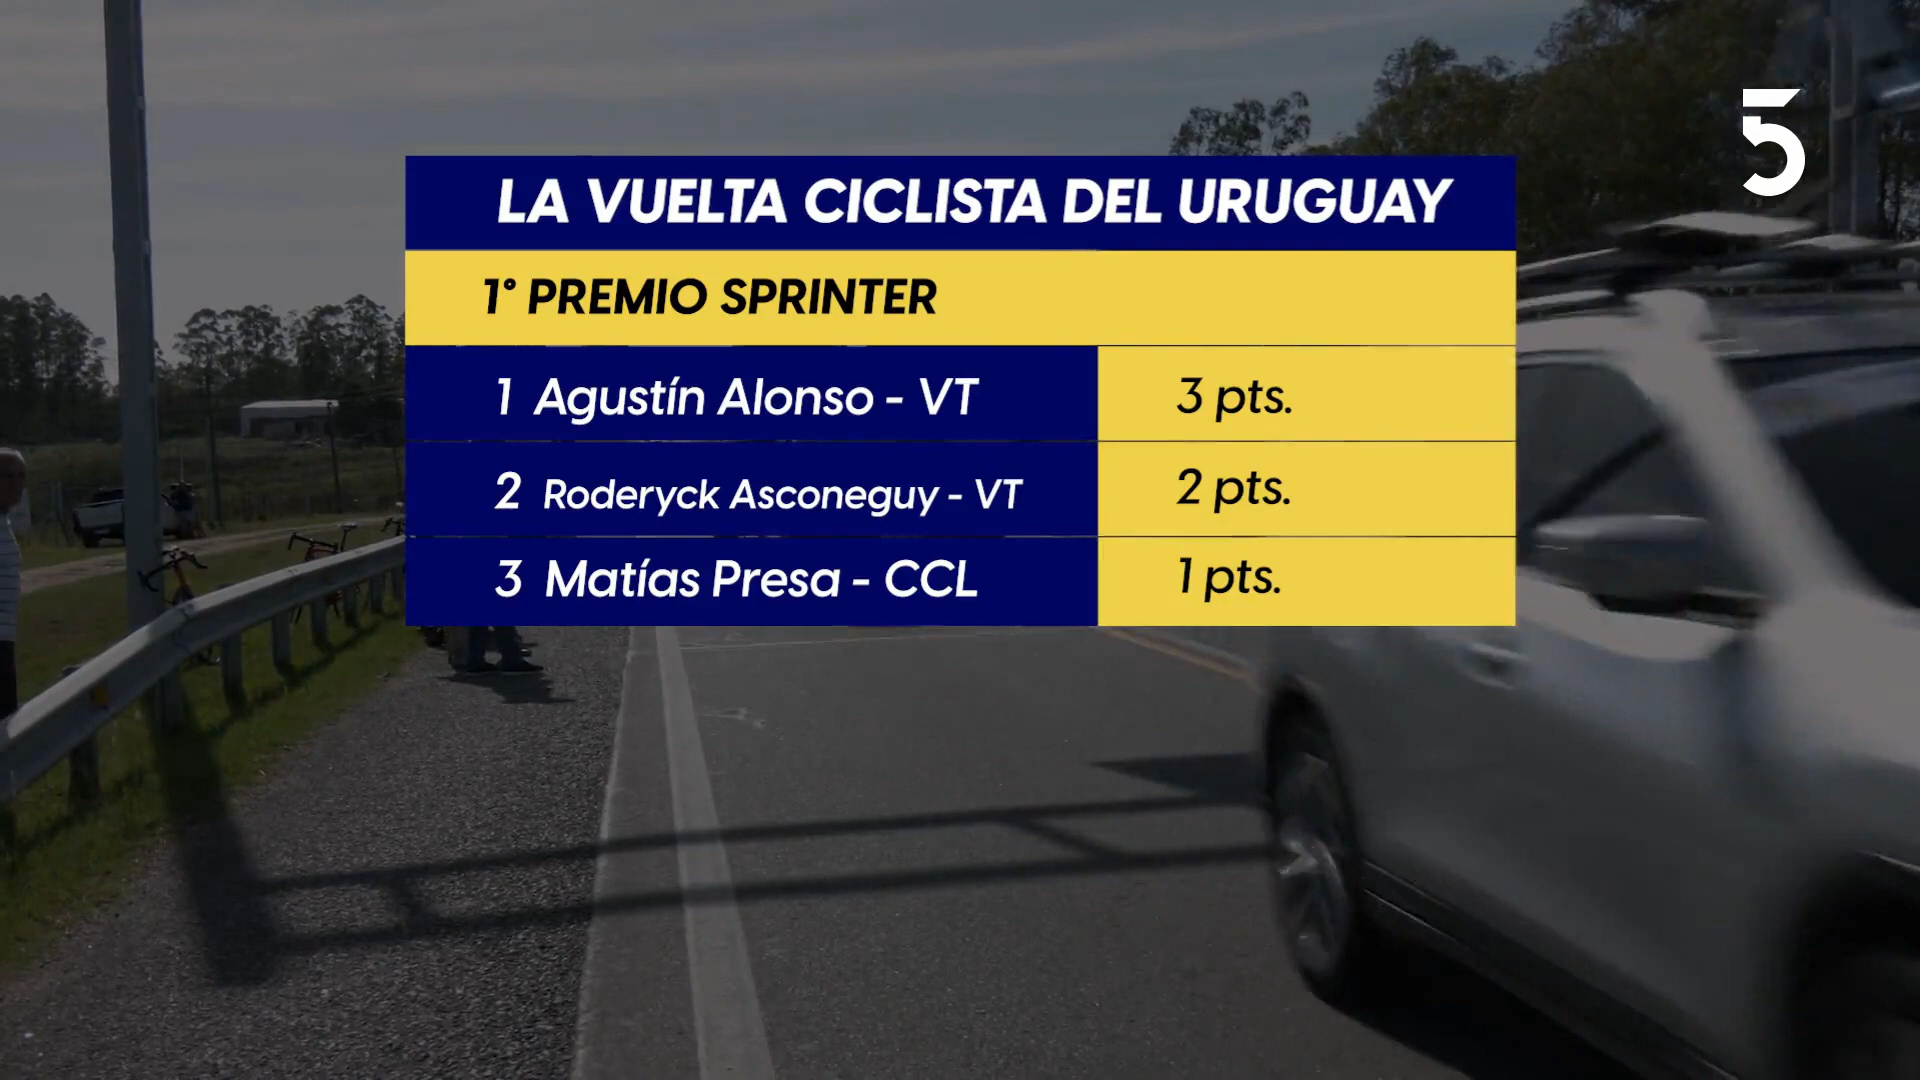 5
LA VUELTA CICLISTA DEL URUGUAY
1° PREMIO SPRINTER
1 Agustín Alonso - VT 3 pts.
2 Roderyck Asconeguy - VT 2 pts.
3 Matías Presa - CCL 1 pts.